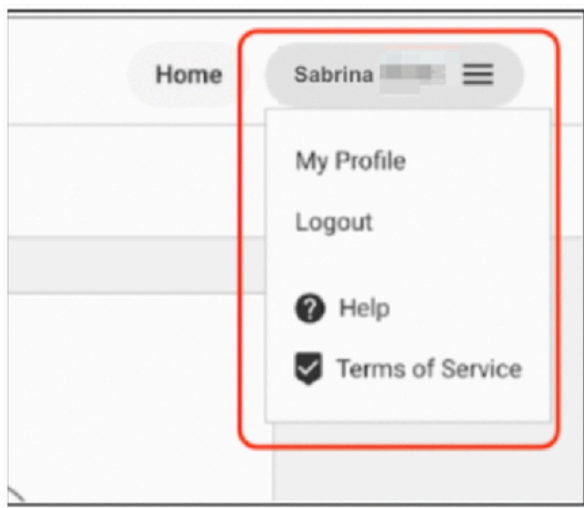 Home
Sabrina
My Profile
Logout
Help
Terms of Service